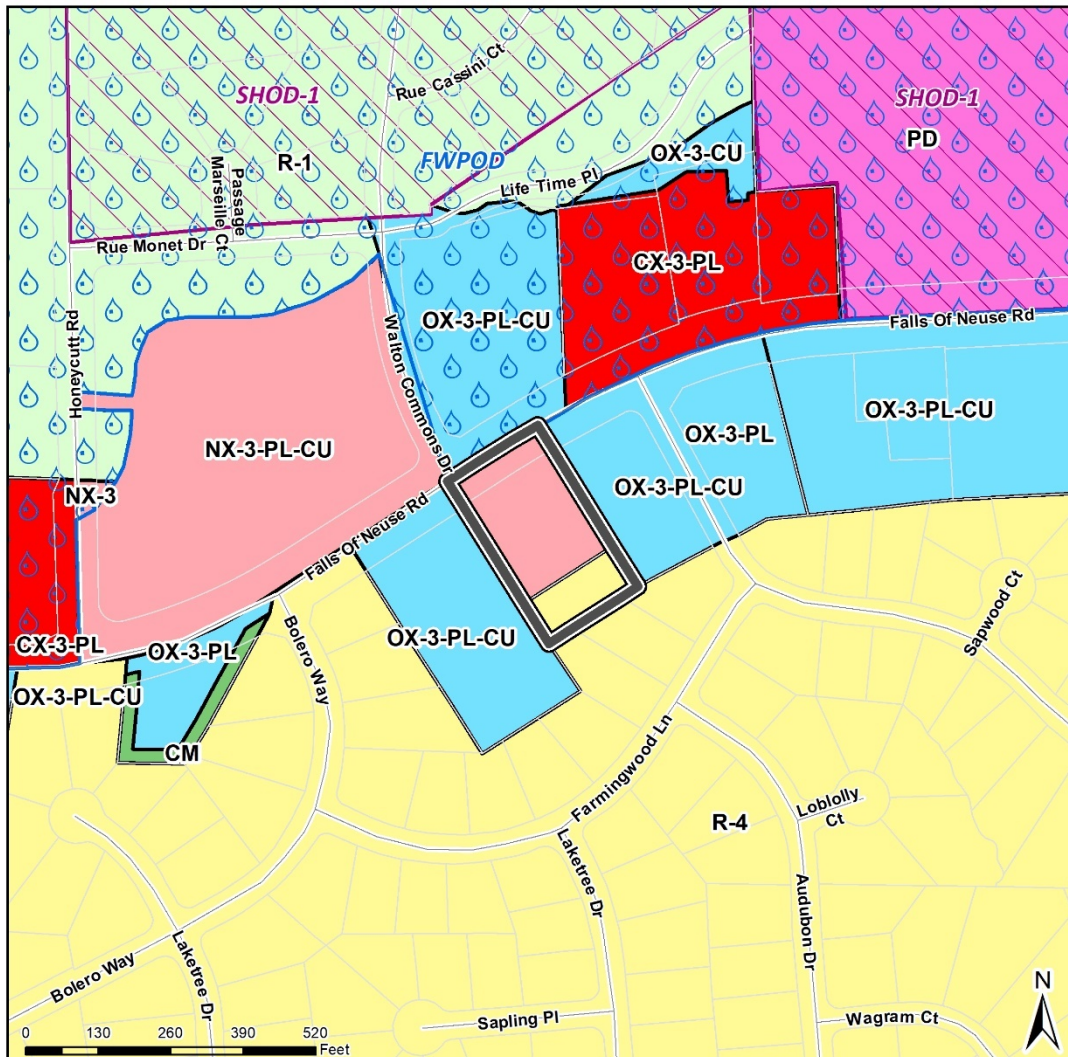 Rue Cassini Ct
SHOD-1
SHOD-1
PD
R-1
FWPOD
OX-3-CU
Passage
Marseille Ct
Life Time Pl
Rue Monet Dr
CX-3-PL
Honeycutt Rd
Walton Commons Dr
OX-3-PL-CU
Falls Of Neuse Rd
OX-3-PL-CU
NX-3-PL-CU
OX-3-PL
NX-3
OX-3-PL-CU
Falls Of Neuse Rd
CX-3-PL
OX-3-PL
Bolero Way
OX-3-PL-CU
Sapwood Ct
OX-3-PL-CU
CM
Farmingwood Ln
R-4
Loblolly
Ct
Laketree Dr
Audubon Dr
Bolero Way
Laketree Dr
Sapling Pl
Wagram Ct
N
0 130 260 390 520
Feet